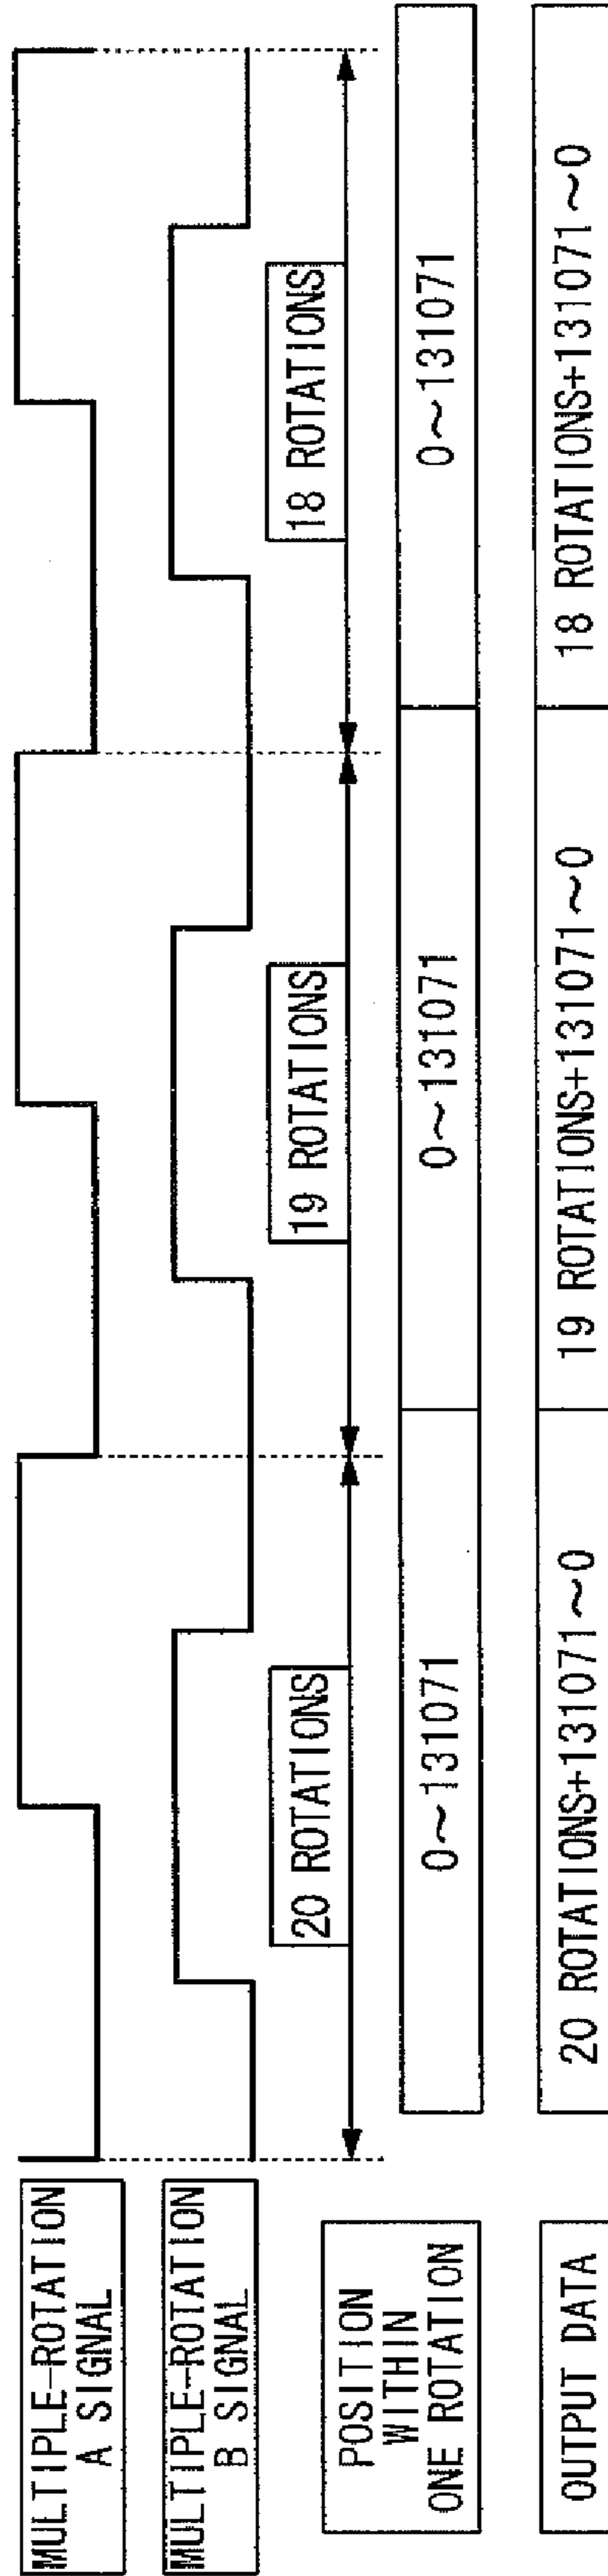 MULTIPLE-ROTATION
A SIGNAL
MULTIPLE-ROTATION
B SIGNAL
20 ROTATIONS
19 ROTATIONS
18 ROTATIONS
POSITION
WITHIN
ONE ROTATION
0~131071
0~131071
0~131071
OUTPUT DATA
20 ROTATIONS+131071~0
19 ROTATIONS+131071~0
18 ROTATIONS+131071~0